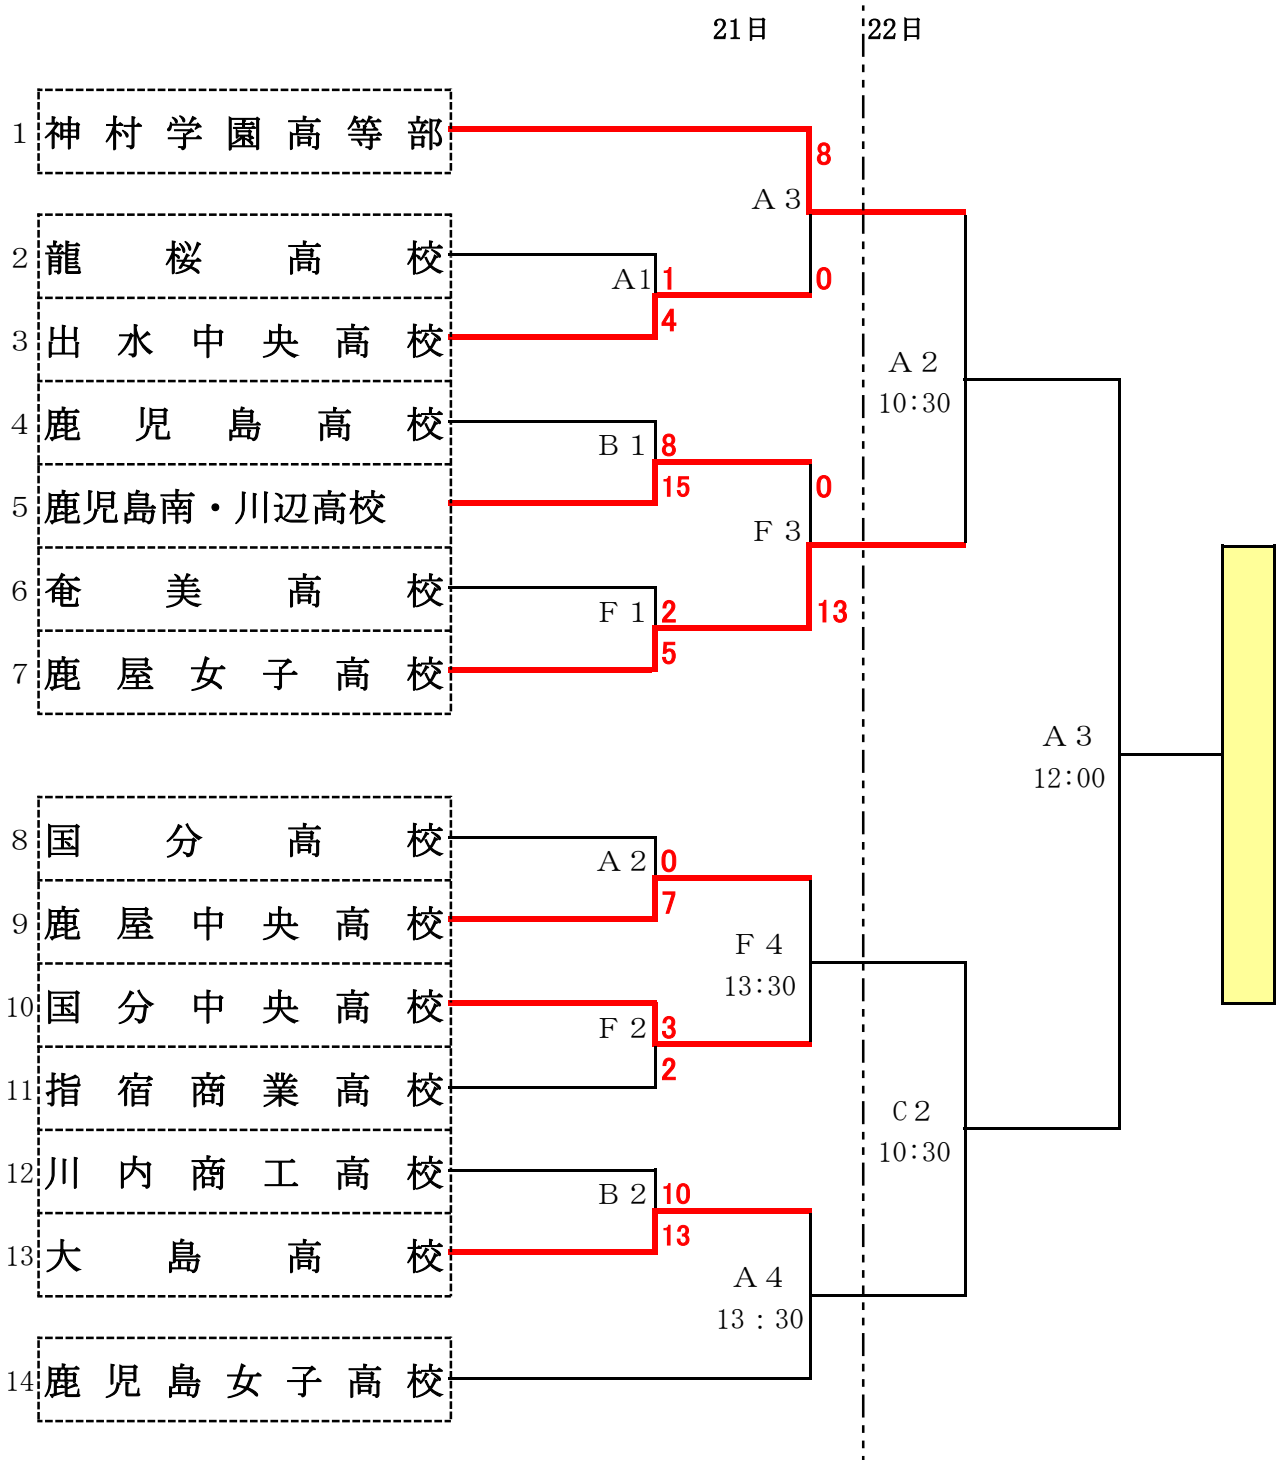 21日 22日
1 神村学園高等部
8
A 3
2 龍桜高校
A1 1 0
3 出水中央高校
4
A 2
10:30
4 鹿児島高校
B 1 8
5 鹿児島南・川辺高校
15 0
F 3
6 奄美高校
F 1 2 13
7 鹿屋女子高校
5
A 3
12:00
8 国分高校
A 2 0
9 鹿屋中央高校
7
F 4
13:30
10 国分中央高校
F 2 3
11 指宿商業高校
2
C 2
10:30
12 川内商工高校
B 2 10
13 大島高校
13
A 4
13:30
14 鹿児島女子高校